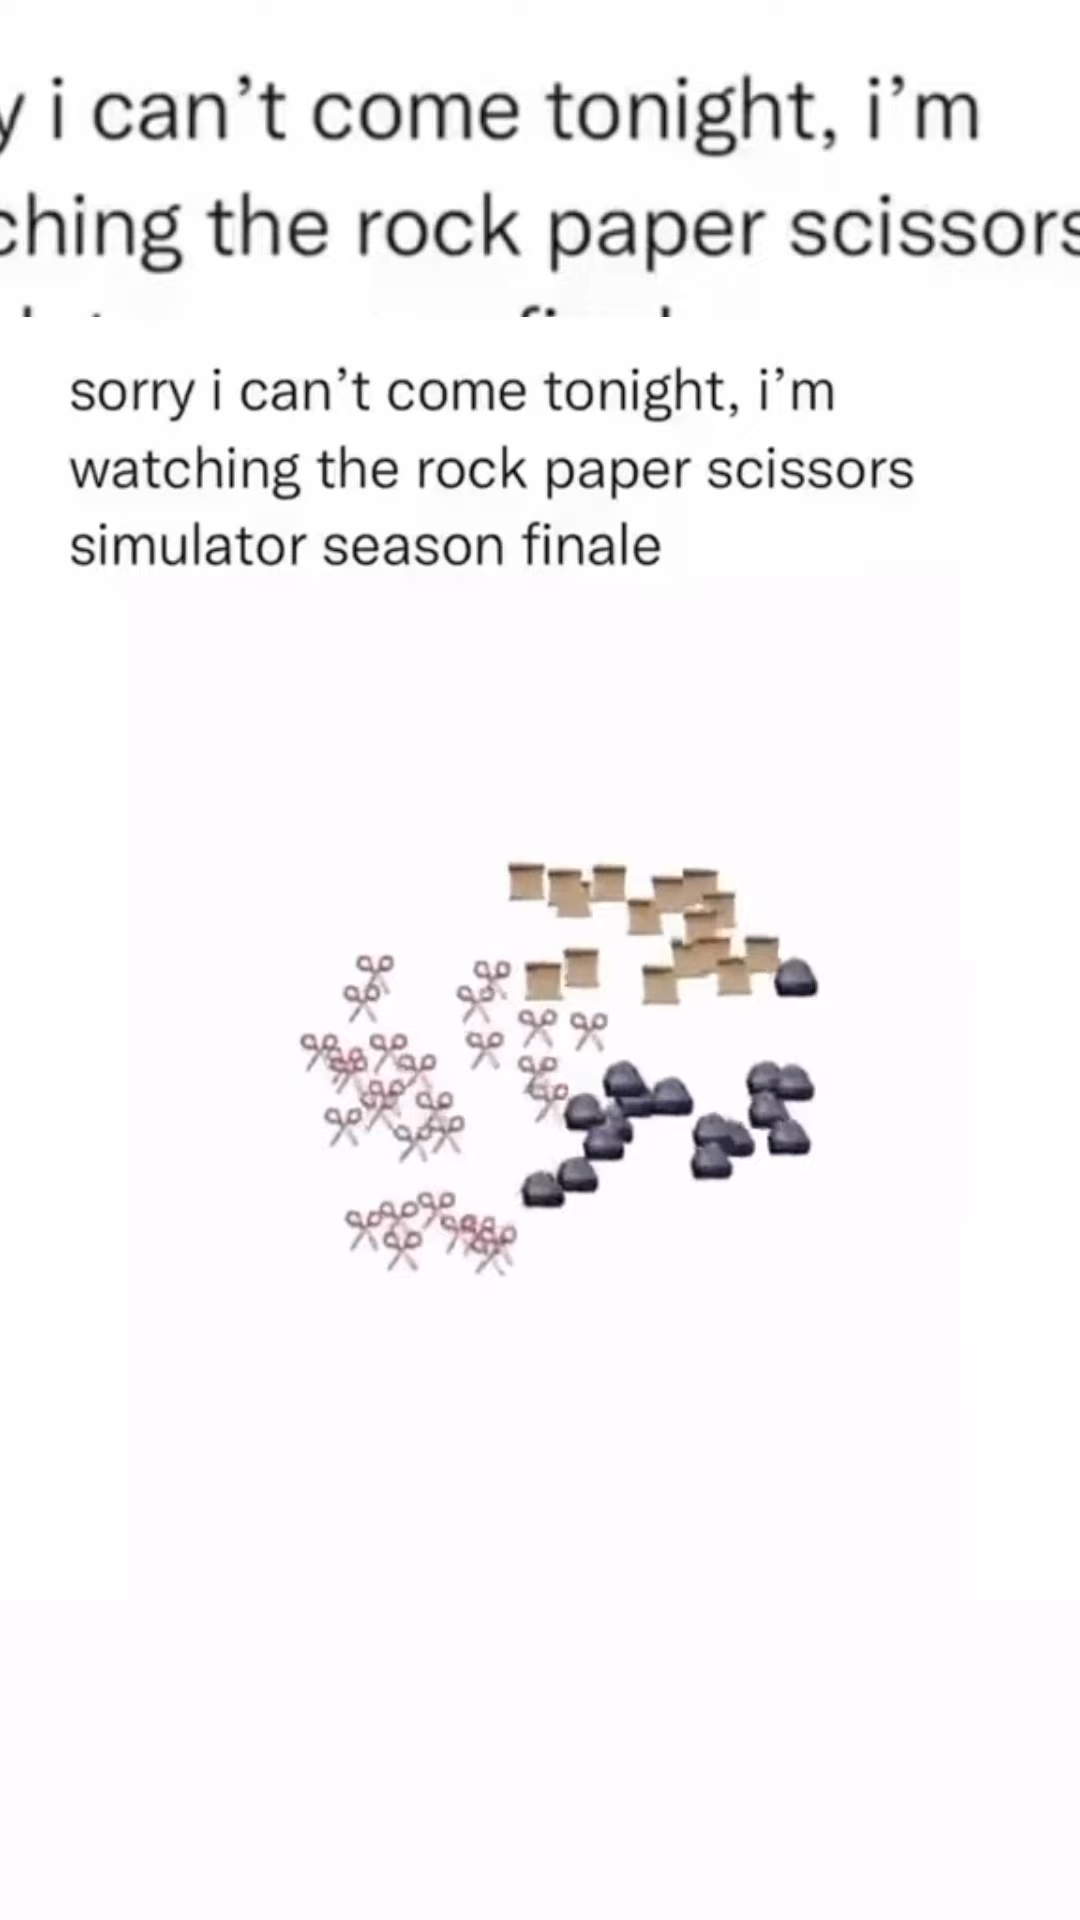 y i can’t come tonight, i’m
ching the rock paper scissors
sorry i can’t come tonight, i’m
watching the rock paper scissors
simulator season finale